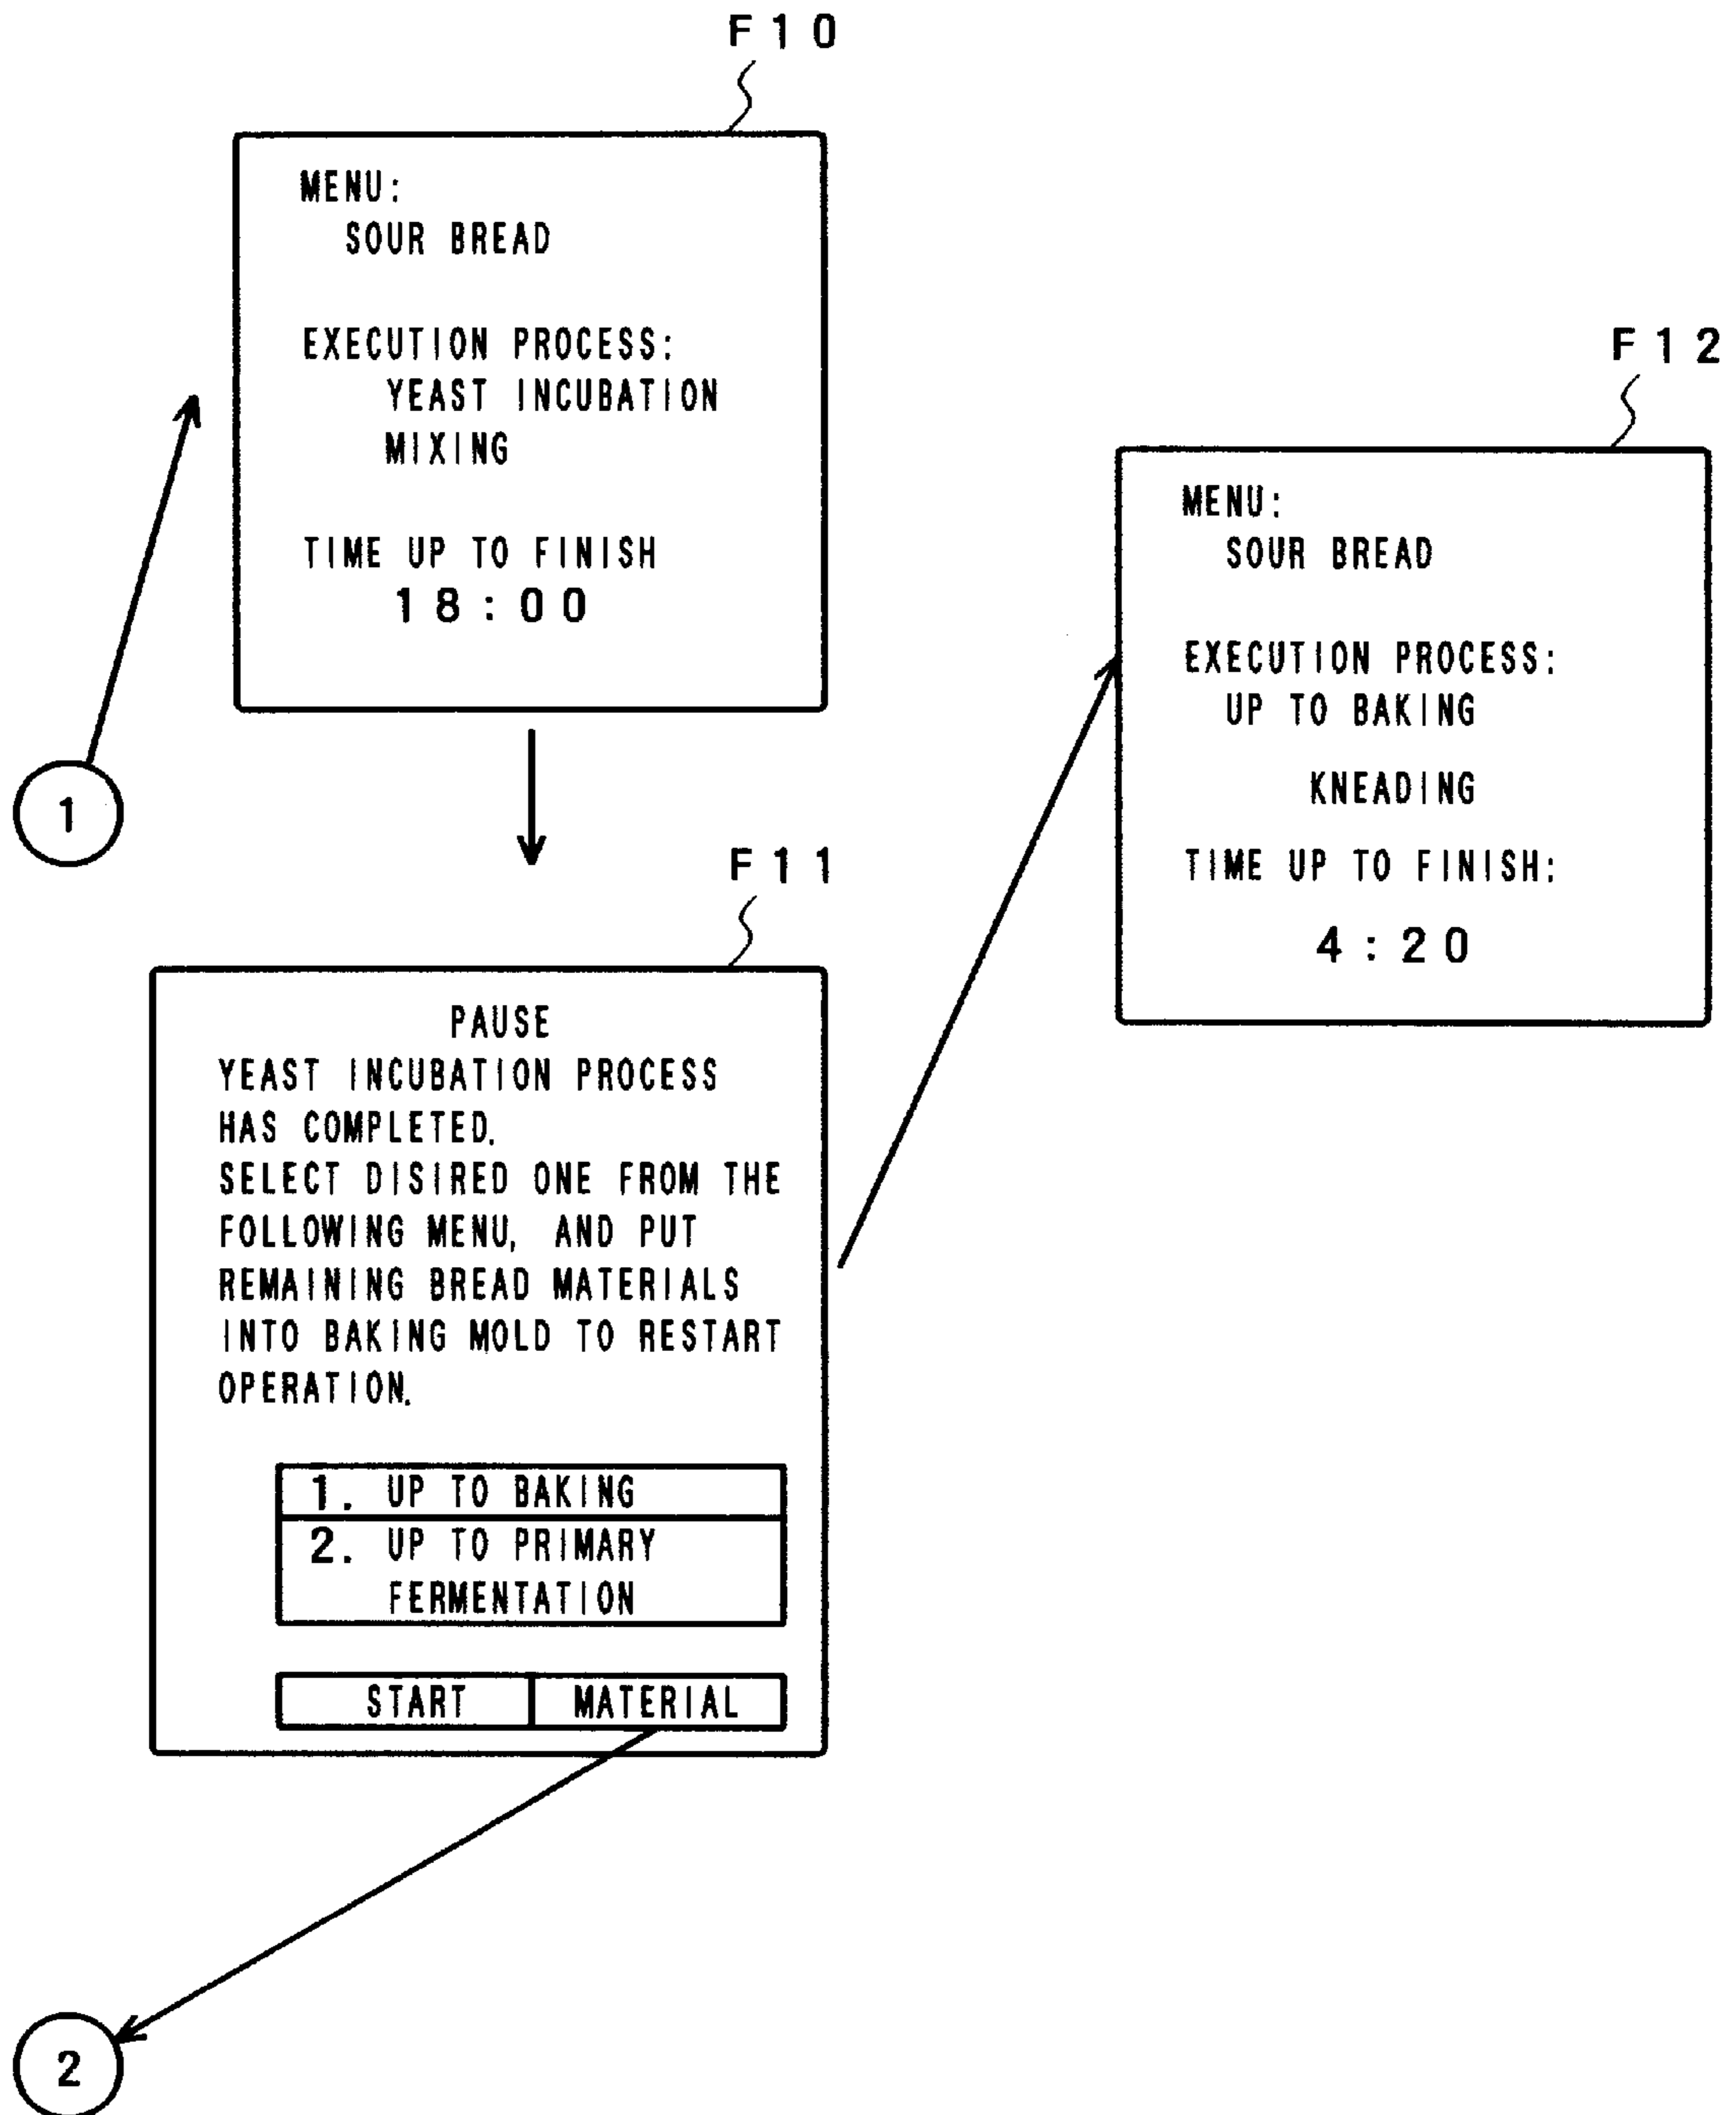 F10
MENU:
SOUR BREAD
EXECUTION PROCESS:
YEAST INCUBATION
MIXING
TIME UP TO FINISH
18:00
1
F11
PAUSE
YEAST INCUBATION PROCESS
HAS COMPLETED.
SELECT DISIRED ONE FROM THE
FOLLOWING MENU, AND PUT
REMAINING BREAD MATERIALS
INTO BAKING MOLD TO RESTART
OPERATION.
1. UP TO BAKING
2. UP TO PRIMARY
FERMENTATION
START MATERIAL
2
F12
MENU:
SOUR BREAD
EXECUTION PROCESS:
UP TO BAKING
KNEADING
TIME UP TO FINISH:
4:20